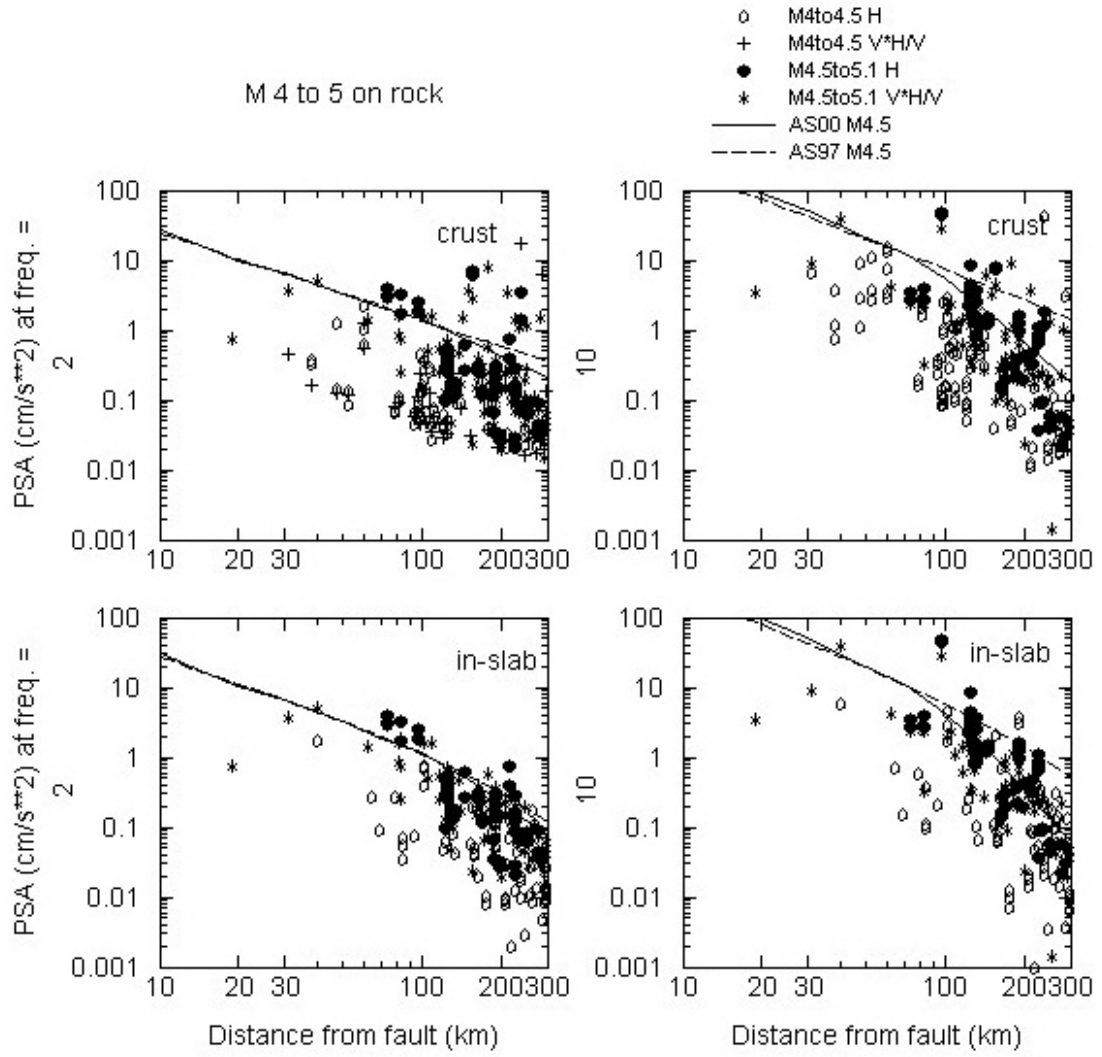 M4to4.5 H
M4to4.5 V*H/V
M4.5to5.1 H
M 4 to 5 on rock
M4.5to5.1 V*H/V
AS00 M4.5
AS97 M4.5
100
10
1
0.1
0.01
0.001
PSA (cm/s**2) at freq. =
2
crust
10 20 30 100 200300
100
10
1
0.1
0.01
0.001
10
crust
10 20 30 100 200300
100
10
1
0.1
0.01
0.001
PSA (cm/s**2) at freq. =
2
in-slab
10 20 30 100 200300
Distance from fault (km)
100
10
1
0.1
0.01
0.001
10
in-slab
10 20 30 100 200300
Distance from fault (km)